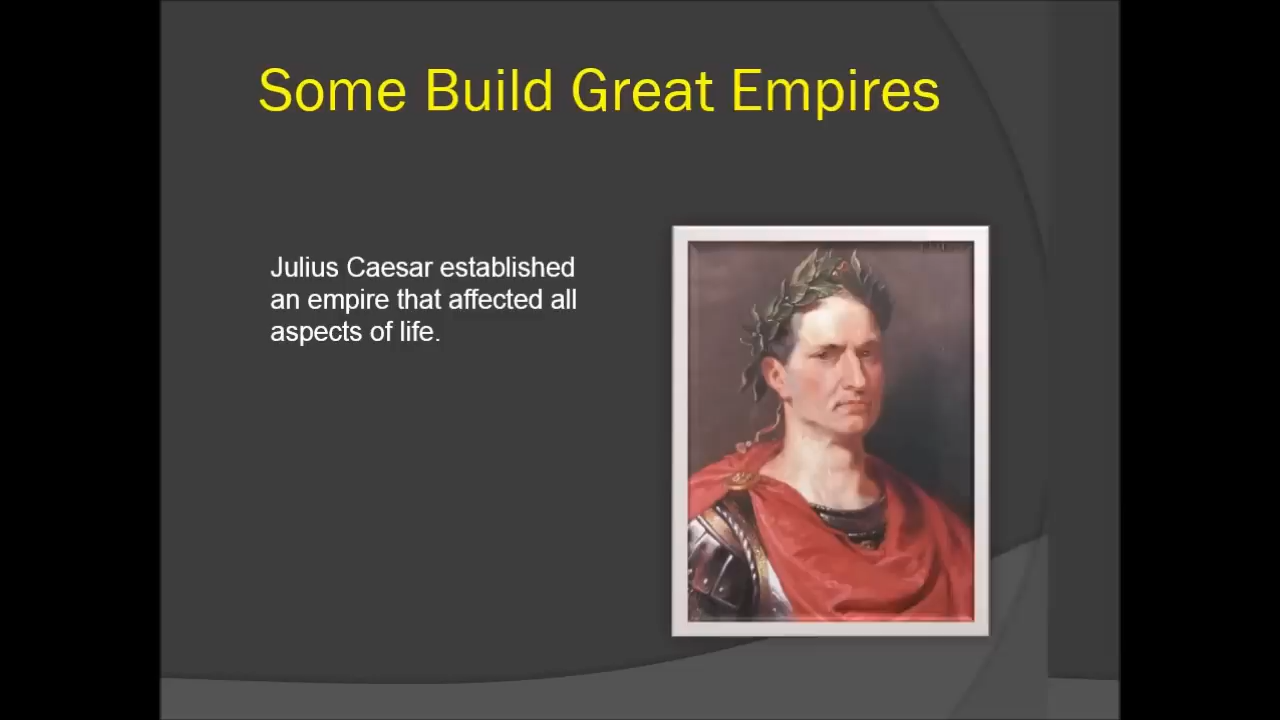 Some Build Great Empires
Julius Caesar established
an empire that affected all
aspects of life.